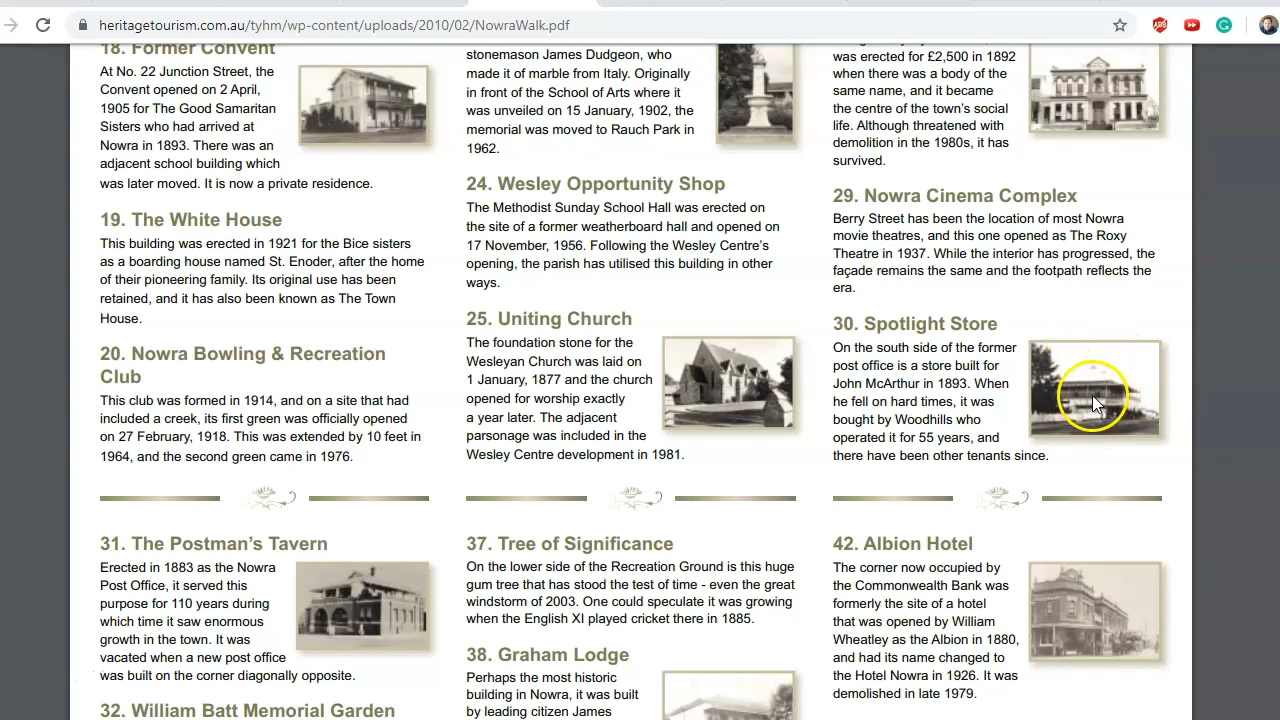 heritagetourism.com.au/tyhm/wp-content/uploads/2010/02/NowraWalk.pdf
18. Former Convent
At No. 22 Junction Street, the
Convent opened on 2 April,
1905 for The Good Samaritan
Sisters who had arrived at
Nowra in 1893. There was an
adjacent school building which
was later moved. It is now a private residence.
19. The White House
This building was erected in 1921 for the Bice sisters
as a boarding house named St. Enoder, after the home
of their pioneering family. Its original use has been
retained, and it has also been known as The Town
House.
20. Nowra Bowling & Recreation
Club
This club was formed in 1914, and on a site that had
included a creek, its first green was officially opened
on 27 February, 1918. This was extended by 10 feet in
1964, and the second green came in 1976.
stonemason James Dudgeon, who
made it of marble from Italy. Originally
in front of the School of Arts where it
was unveiled on 15 January, 1902, the
memorial was moved to Rauch Park in
1962.
24. Wesley Opportunity Shop
The Methodist Sunday School Hall was erected on
the site of a former weatherboard hall and opened on
17 November, 1956. Following the Wesley Centre's
opening, the parish has utilised this building in other
ways.
25. Uniting Church
The foundation stone for the
Wesleyan Church was laid on
1 January, 1877 and the church
opened for worship exactly
a year later. The adjacent
parsonage was included in the
Wesley Centre development in 1981.
was erected for £2,500 in 1892
when there was a body of the
same name, and it became
the centre of the town's social
life. Although threatened with
demolition in the 1980s, it has
survived.
29. Nowra Cinema Complex
Berry Street has been the location of most Nowra
movie theatres, and this one opened as The Roxy
Theatre in 1937. While the interior has progressed, the
façade remains the same and the footpath reflects the
era.
30. Spotlight Store
On the south side of the former
post office is a store built for
John McArthur in 1893. When
he fell on hard times, it was
bought by Woodhills who
operated it for 55 years, and
there have been other tenants since.
31. The Postman's Tavern
Erected in 1883 as the Nowra
Post Office, it served this
purpose for 110 years during
which time it saw enormous
growth in the town. It was
vacated when a new post office
was built on the corner diagonally opposite.
32. William Batt Memorial Garden
37. Tree of Significance
On the lower side of the Recreation Ground is this huge
gum tree that has stood the test of time - even the great
windstorm of 2003. One could speculate it was growing
when the English XI played cricket there in 1885.
38. Graham Lodge
Perhaps the most historic
building in Nowra, it was built
by leading citizen James
42. Albion Hotel
The corner now occupied by
the Commonwealth Bank was
formerly the site of a hotel
that was opened by William
Wheatley as the Albion in 1880,
and had its name changed to
the Hotel Nowra in 1926. It was
demolished in late 1979.